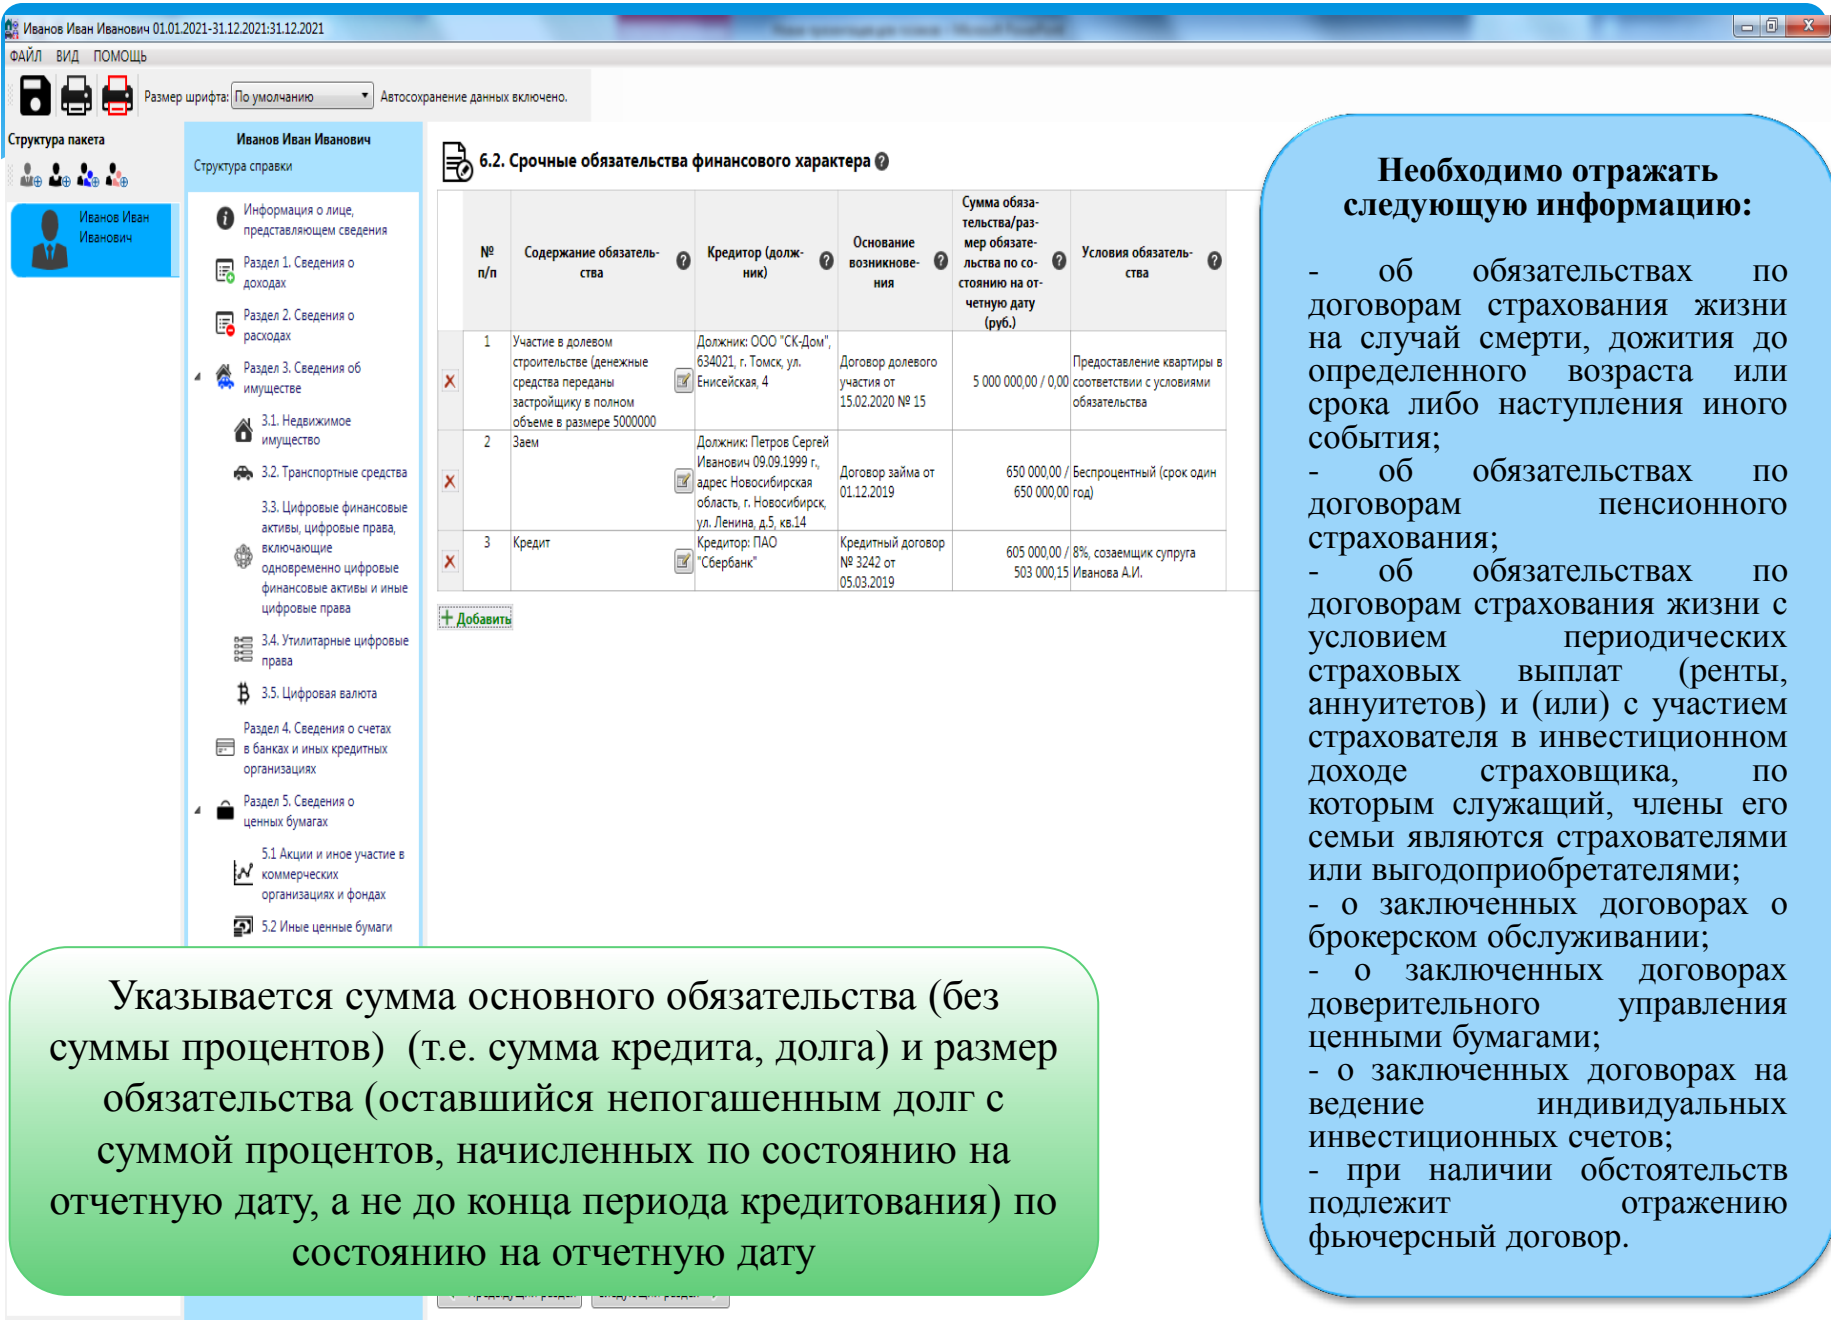 Иванов Иван Иванович 01.01.2021-31.12.2021:31.12.2021
ФАЙЛ ВИД ПОМОЩЬ
Размер шрифта: По умолчанию Автосохранение данных включено.
Структура пакета
Иванов Иван
Иванович
Иванов Иван Иванович
Структура справки
Информация о лице,
представляющем сведения
Раздел 1. Сведения о
доходах
Раздел 2. Сведения о
расходах
Раздел 3. Сведения об
имуществе
3.1. Недвижимое
имущество
3.2. Транспортные средства
3.3. Цифровые финансовые
активы, цифровые права,
включающие
одновременно цифровые
финансовые активы и иные
цифровые права
3.4. Утилитарные цифровые
права
3.5. Цифровая валюта
Раздел 4. Сведения о счетах
в банках и иных кредитных
организациях
Раздел 5. Сведения о
ценных бумагах
5.1 Акции и иное участие в
коммерческих
организациях и фондах
5.2 Иные ценные бумаги
6.2. Срочные обязательства финансового характера
№
п/п
Содержание обязатель-
ства
Кредитор (долж-
ник)
Основание
возникнове-
ния
Сумма обяза-
тельства/раз-
мер обязате-
льства по со-
стоянию на от-
четную дату
(руб.)
Условия обязатель-
ства
1
Участие в долевом
строительстве (денежные
средства переданы
застройщику в полном
объеме в размере 5000000
Должник: ООО "СК-Дом",
634021, г. Томск, ул.
Енисейская, 4
Договор долевого
участия от
15.02.2020 № 15
5 000 000,00 / 0,00
Предоставление квартиры в
соответствии с условиями
обязательства
2
Заем
Должник: Петров Сергей
Иванович 09.09.1999 г.,
адрес Новосибирская
область, г. Новосибирск,
ул. Ленина, д.5, кв.14
Договор займа от
01.12.2019
650 000,00 /
650 000,00
Беспроцентный (срок один
год)
3
Кредит
Кредитор: ПАО
"Сбербанк"
Кредитный договор
№ 3242 от
05.03.2019
605 000,00 /
503 000,15
8%, созаемщик супруга
Иванова А.И.
Добавить
Необходимо отражать
следующую информацию:
- об обязательствах по
договорам страхования жизни
на случай смерти, дожития до
определенного возраста или
срока либо наступления иного
события;
- об обязательствах по
договорам пенсионного
страхования;
- об обязательствах по
договорам страхования жизни с
условием периодических
страховых выплат (ренты,
аннуитетов) и (или) с участием
страхователя в инвестиционном
доходе страховщика, по
которым служащий, члены его
семьи являются страхователями
или выгодоприобретателями;
- о заключенных договорах о
брокерском обслуживании;
- о заключенных договорах
доверительного управления
ценными бумагами;
- о заключенных договорах на
ведение индивидуальных
инвестиционных счетов;
- при наличии обстоятельств
подлежит отражению
фьючерсный договор.
Указывается сумма основного обязательства (без
суммы процентов) (т.е. сумма кредита, долга) и размер
обязательства (оставшийся непогашенным долг с
суммой процентов, начисленных по состоянию на
отчетную дату, а не до конца периода кредитования) по
состоянию на отчетную дату